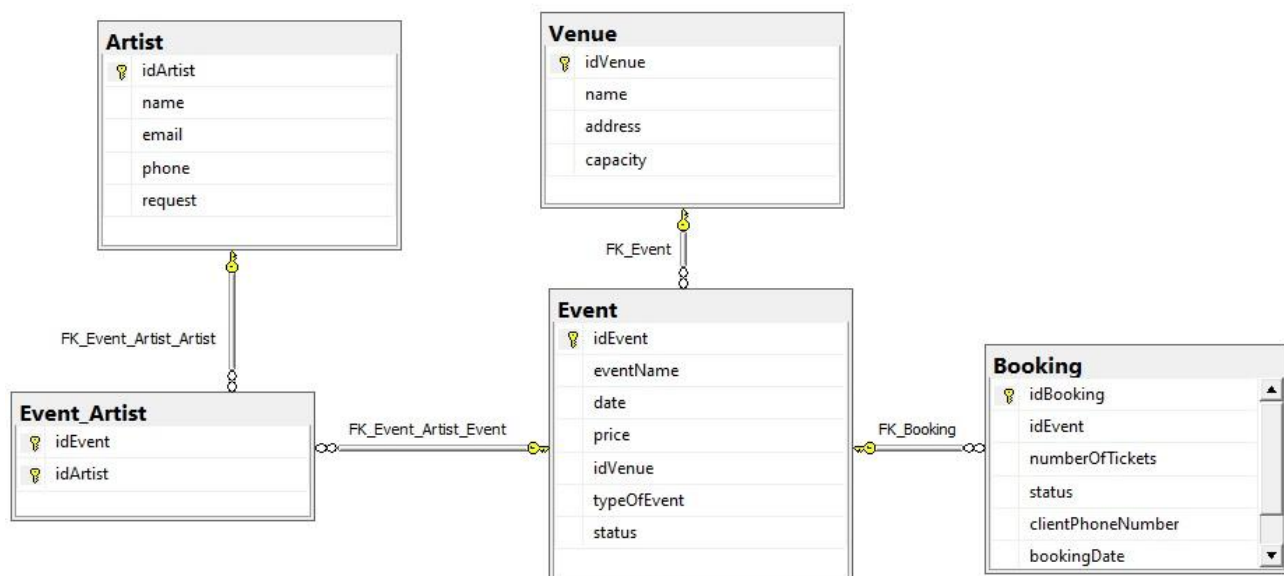 Artist
idArtist
name
email
phone
request
Venue
idVenue
name
address
capacity
FK_Event
FK_Event_Artist_Artist
Event_Artist
idEvent
idArtist
FK_Event_Artist_Event
Event
idEvent
eventName
date
price
idVenue
typeOfEvent
status
FK_Booking
Booking
idBooking
idEvent
numberOfTickets
status
clientPhoneNumber
bookingDate